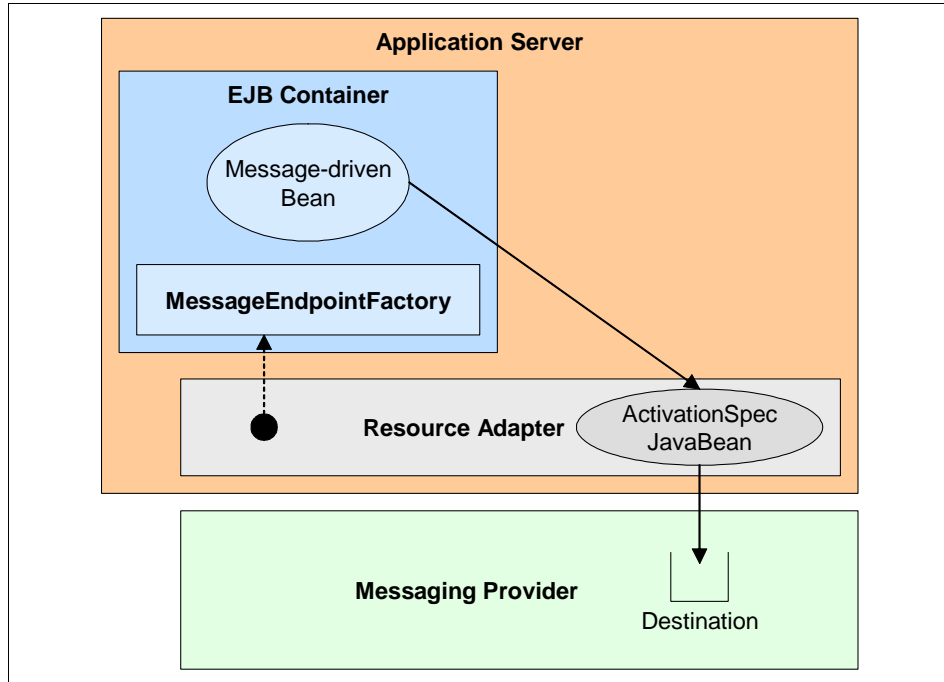 Application Server
EJB Container
Message-driven
Bean
MessageEndpointFactory
Resource Adapter
ActivationSpec
JavaBean
Messaging Provider
Destination